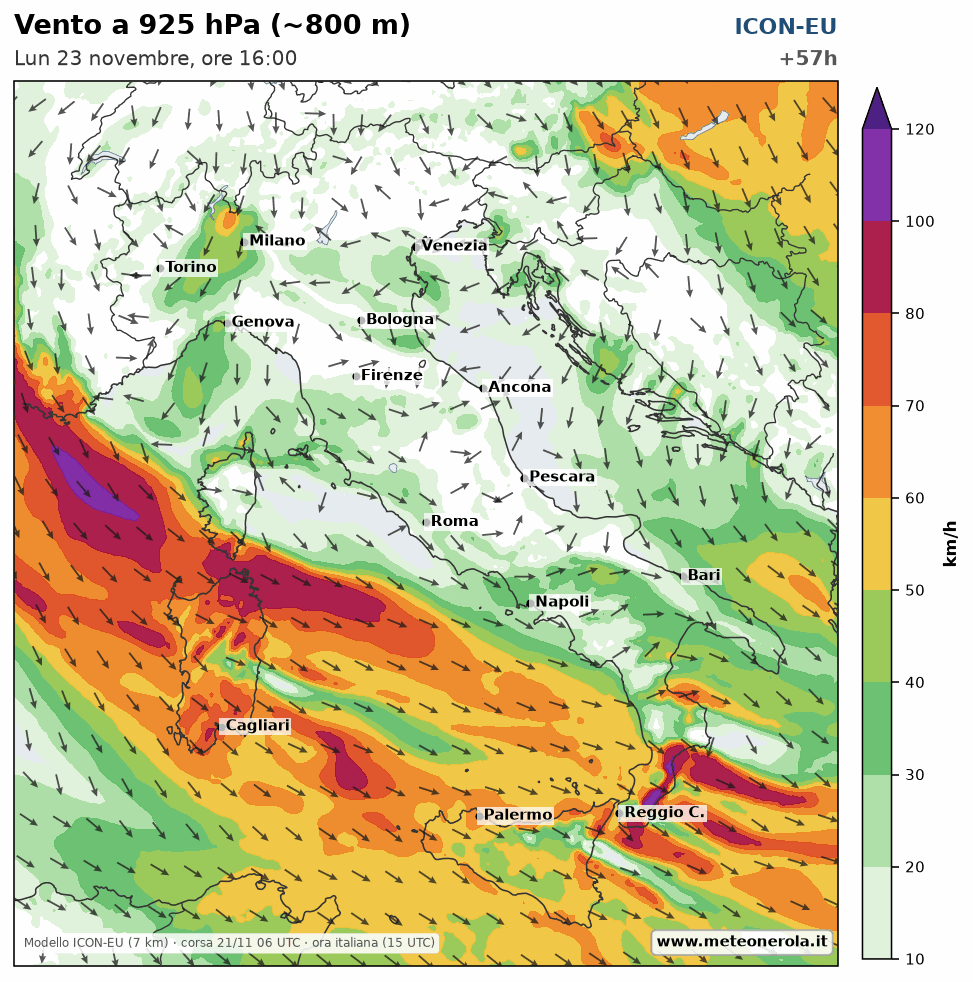 Vento a 925 hPa (~800 m)
ICON-EU
Lun 23 novembre, ore 16:00
+57h
Milano
Venezia
Torino
Genova
Bologna
Firenze
Ancona
Pescara
Roma
Bari
Napoli
Cagliari
Palermo
Reggio C.
Modello ICON-EU (7 km) · corsa 21/11 06 UTC · ora italiana (15 UTC)
www.meteonerola.it
120
100
80
70
60
50
40
30
20
10
km/h